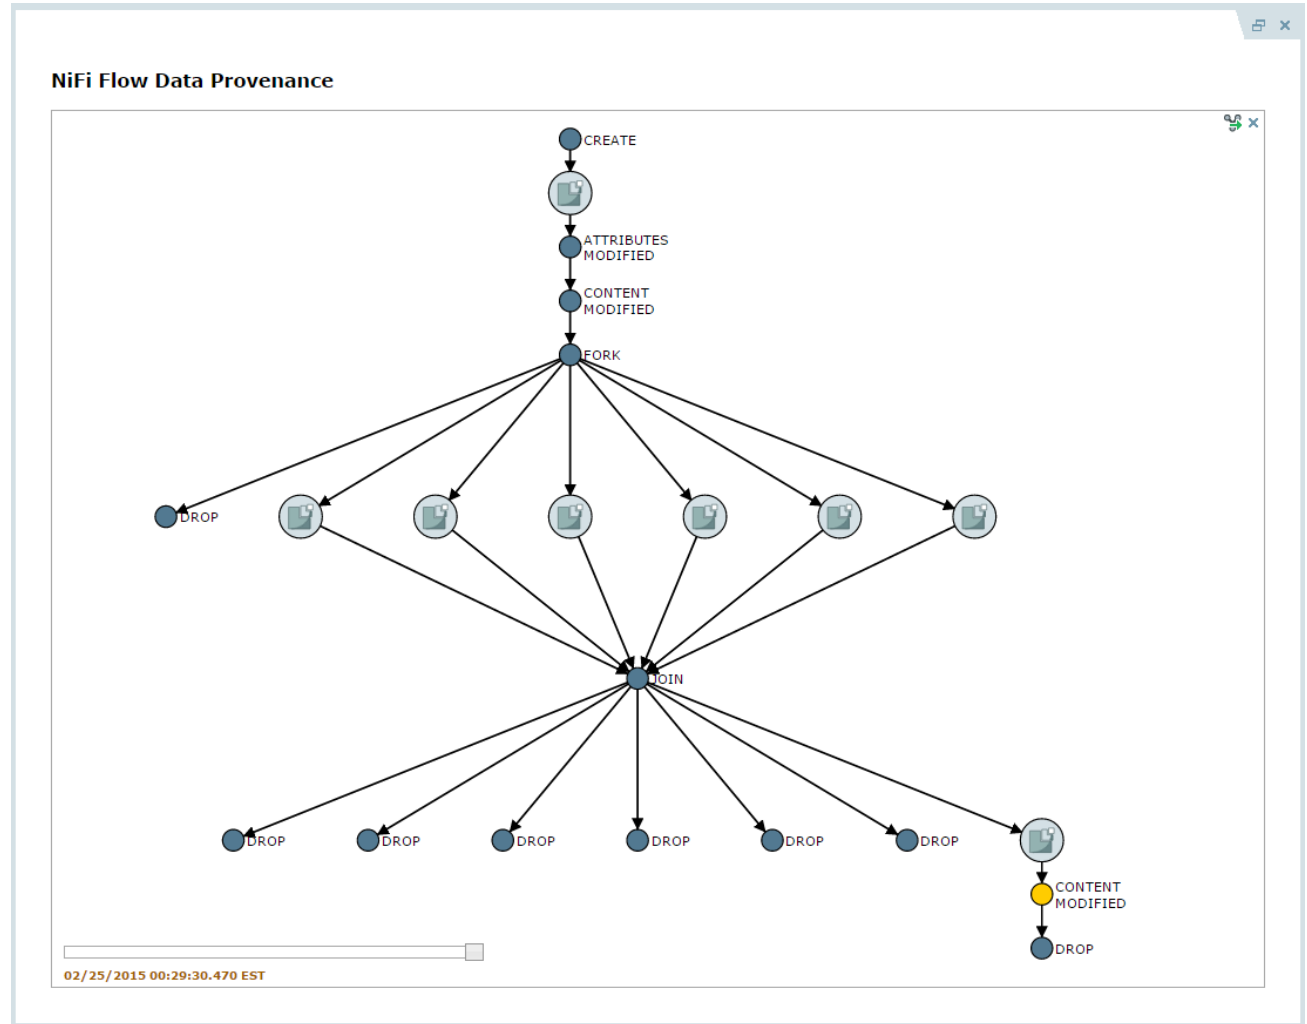 NiFi Flow Data Provenance
CREATE
ATTRIBUTES
MODIFIED
CONTENT
MODIFIED
FORK
DROP
JOIN
DROP
DROP
DROP
DROP
DROP
DROP
CONTENT
MODIFIED
DROP
02/25/2015 00:29:30.470 EST